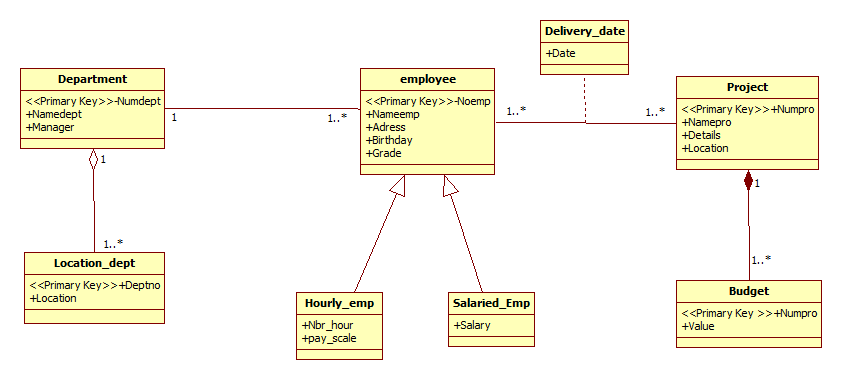 Delivery_date
+Date
Department
<<Primary Key>>-Numdept
+Namedept
+Manager
employee
<<Primary Key>>-Noemp
+Nameemp
+Adress
+Birthday
+Grade
Project
<<Primary Key>>+Numpro
+Namepro
+Details
+Location
1
1..*
1..*
1..*
1
1..*
1
1..*
Location_dept
<<Primary Key>>+Deptno
+Location
Hourly_emp
+Nbr_hour
+pay_scale
Salaried_Emp
+Salary
Budget
<<Primary Key >>+Numpro
+Value